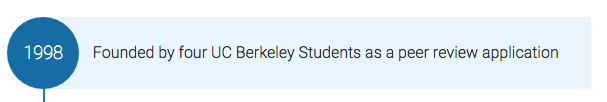 1998
Founded by four UC Berkeley Students as a peer review application